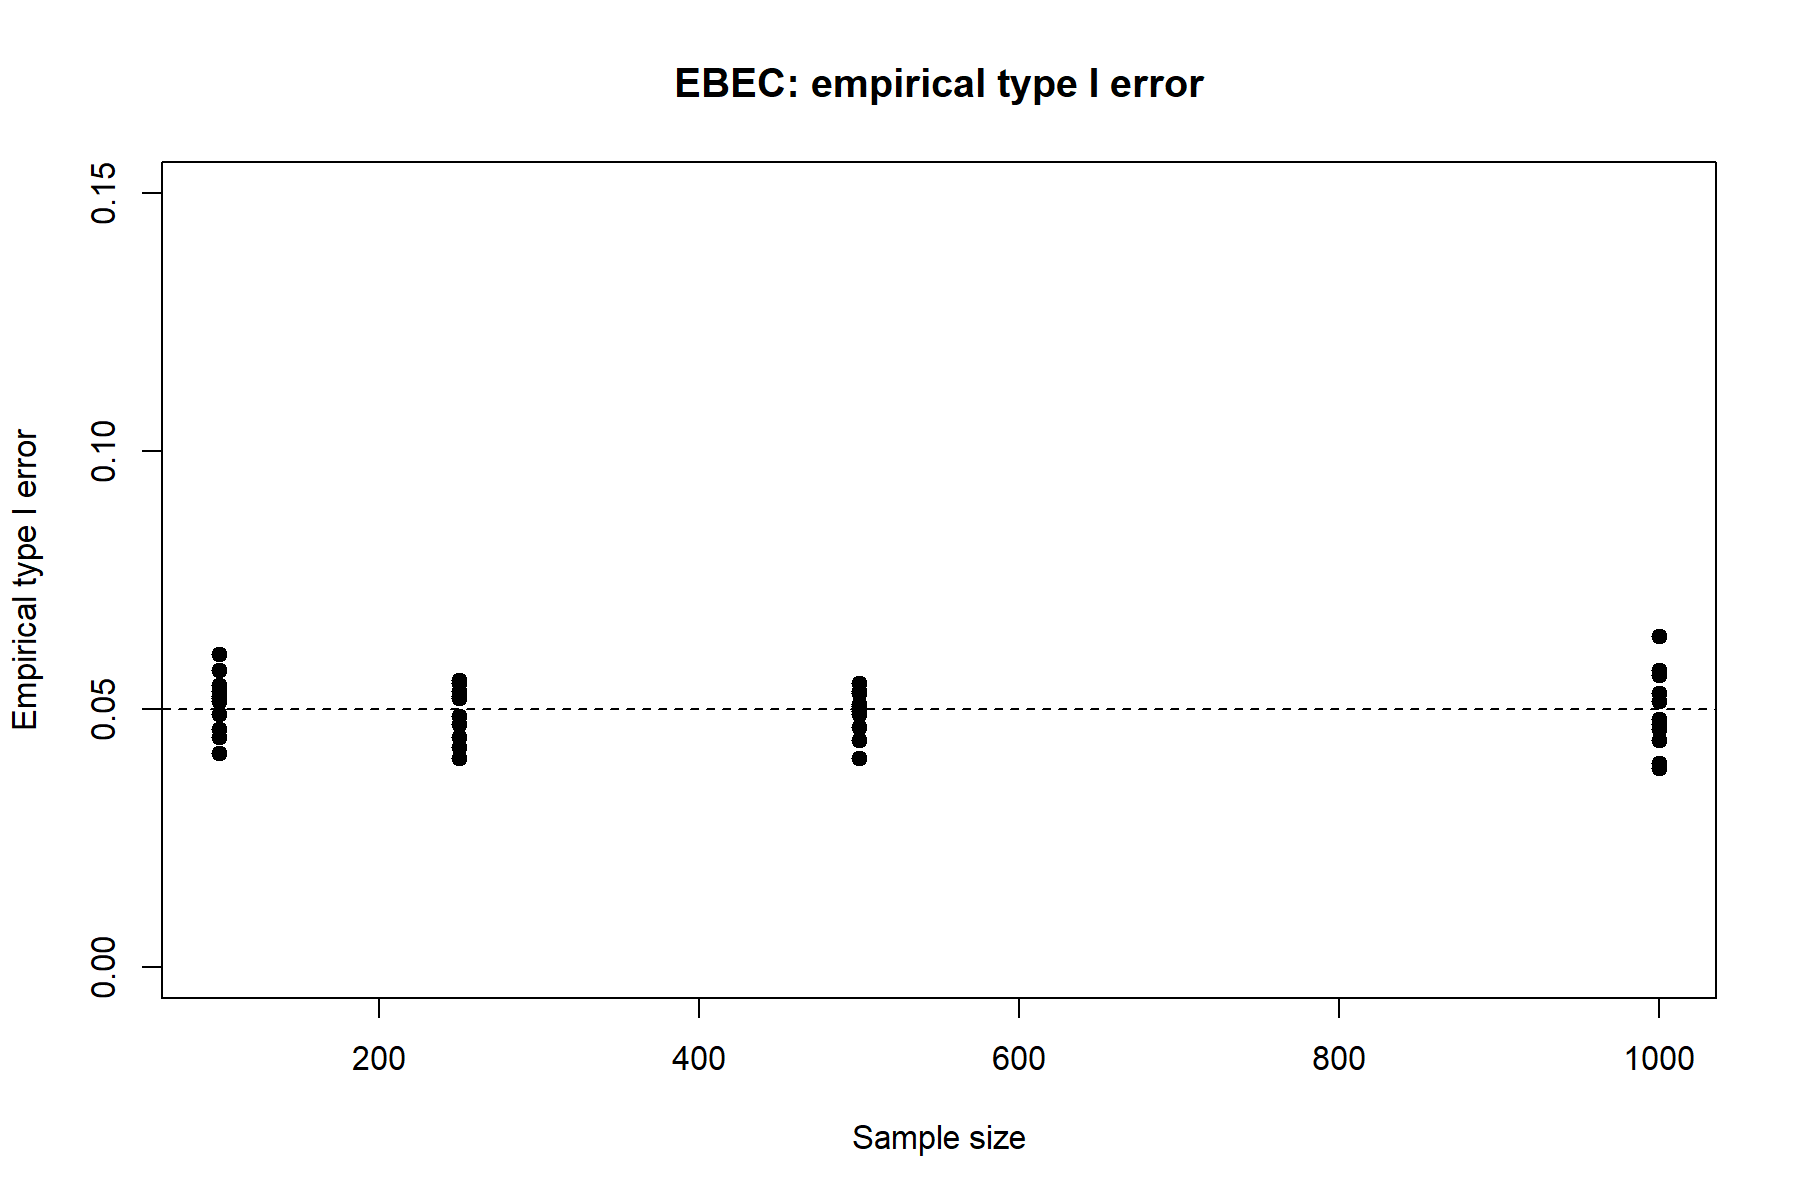 EBEC: empirical type I error
Empirical type I error
0.15
0.10
0.05
0.00
200 400 600 800 1000
Sample size